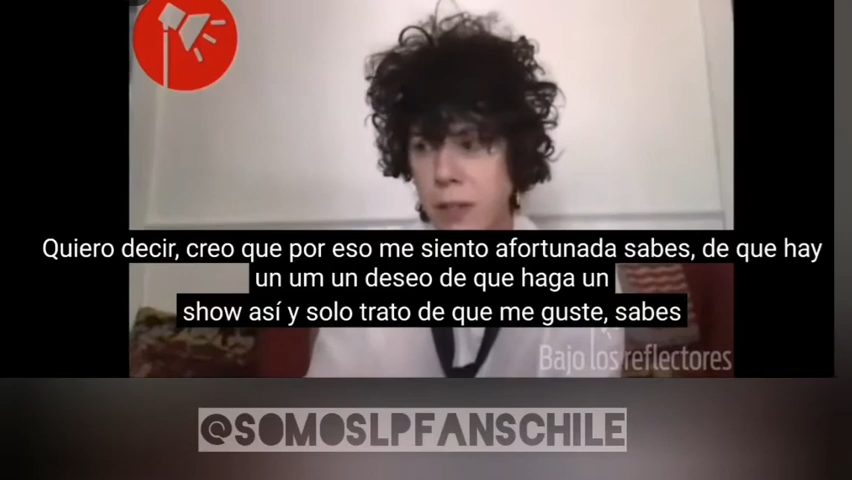 Quiero decir, creo que por eso me siento afortunada sabes, de que hay
un um un deseo de que haga un
show así y solo trato de que me guste, sabes
Bajo los reflectores
@SOMOSLPFANSCHILE